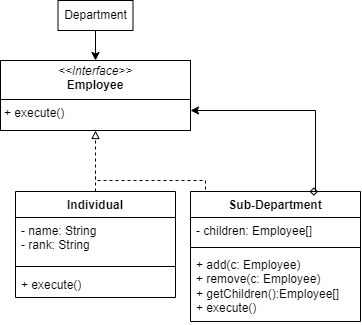 Department
<<Interface>>
Employee
+ execute()
Individual
- name: String
- rank: String
+ execute()
Sub-Department
- children: Employee[]
+ add(c: Employee)
+ remove(c: Employee)
+ getChildren():Employee[]
+ execute()